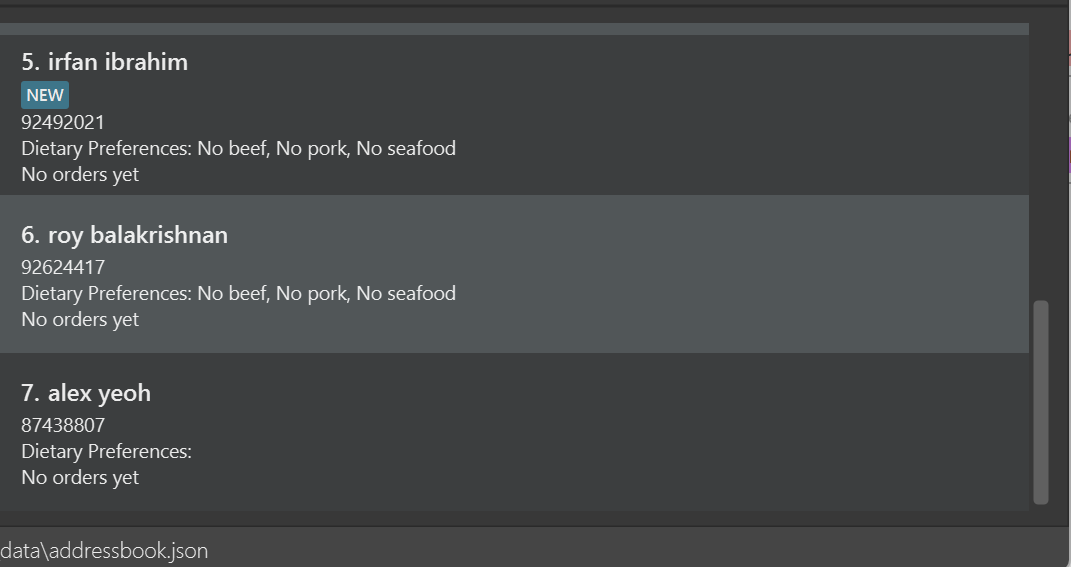 5. irfan ibrahim
NEW
92492021
Dietary Preferences: No beef, No pork, No seafood
No orders yet
6. roy balakrishnan
92624417
Dietary Preferences: No beef, No pork, No seafood
No orders yet
7. alex yeoh
87438807
Dietary Preferences:
No orders yet
data\addressbook.json